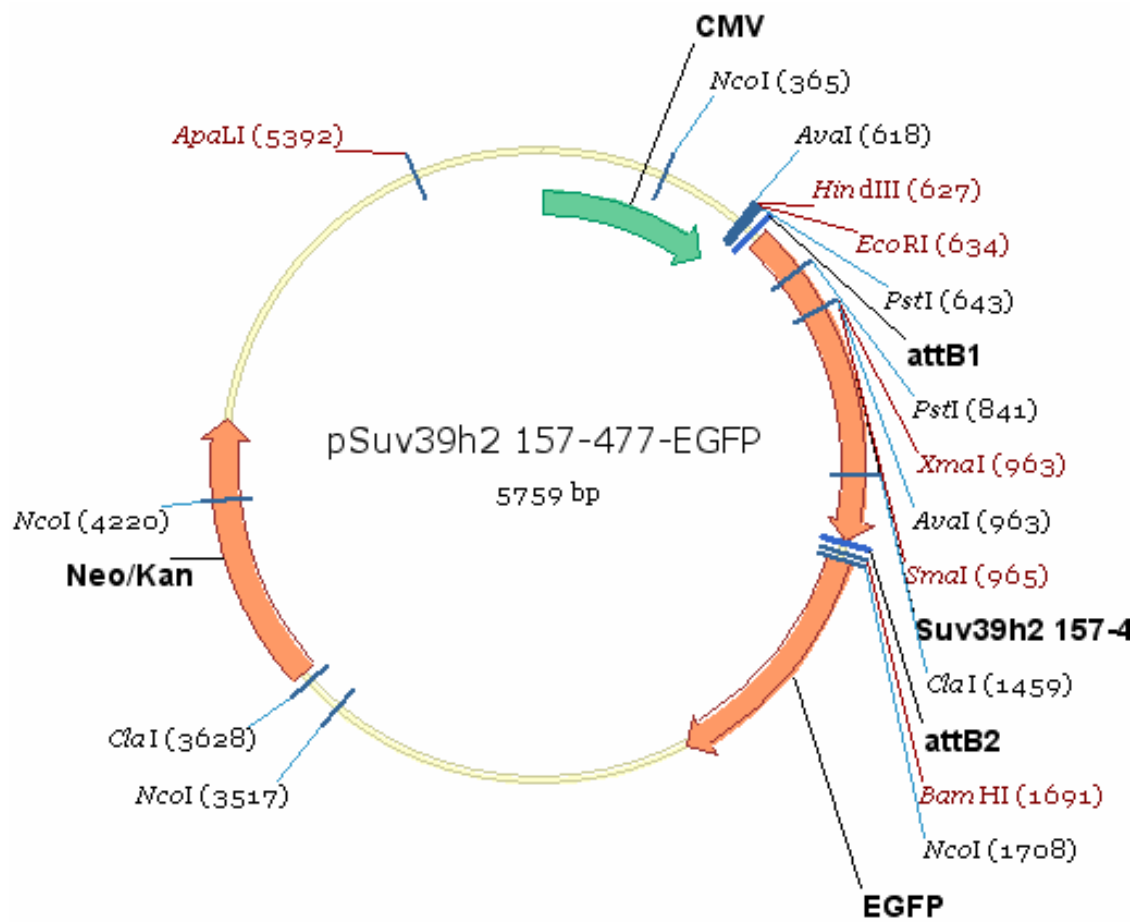 CMV
NcoI (365)
ApaLI (5392)
AvaI (618)
HindIII (627)
EcoRI (634)
PstI (643)
attB1
PstI (841)
pSuv39h2 157-477-EGFP
XmaI (963)
5759 bp
NcoI (4220)
AvaI (963)
Neo/Kan
SmaI (965)
Suv39h2 157-4
ClaI (1459)
ClaI (3628)
attB2
NcoI (3517)
BamHI (1691)
NcoI (1708)
EGFP